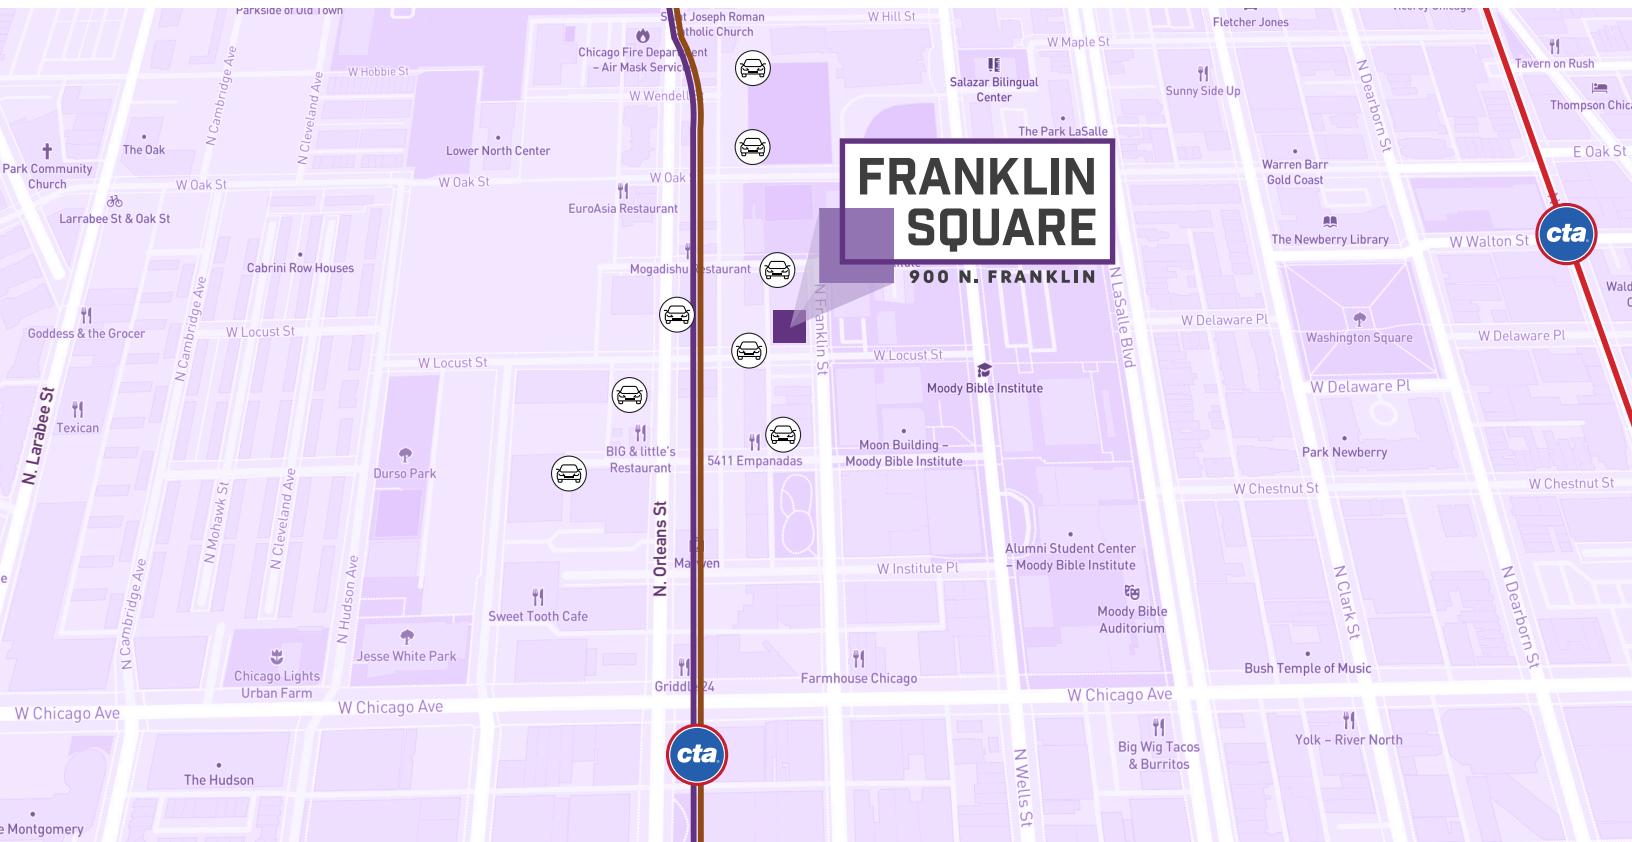 Parkside of Old Town
Joseph Roman
Church
W Hill St
Fletcher Jones
Chicago Fire
– Air Mask
W Maple St
Tavern on Rush
W Hobbie St
Salazar Bilingual
Center
Sunny Side Up
Thompson
W Wendell
N Cambridge Ave
N Cleveland Ave
N Dearborn St
The Park LaSalle
The Oak
Lower North Center
E Oak St
Park Community
Church
W Oak St
W Oak St
W Oak
FRANKLIN
SQUARE
900 N. FRANKLIN
Warren Barr
Gold Coast
Larrabee St & Oak St
EuroAsia Restaurant
The Newberry Library
W Walton St
cta
Cabrini Row Houses
Mogadishu Restaurant
N Cambridge Ave
N Franklin St
N LaSalle Blvd
Goddess & the Grocer
W Locust St
W Delaware Pl
Washington Square
W Delaware Pl
W Locust St
W Locust St
Moody Bible Institute
W Delaware Pl
N. Larabee St
Texican
BIG & little's
Restaurant
5411 Empanadas
Moon Building –
Moody Bible Institute
Park Newberry
Durso Park
W Chestnut St
W Chestnut St
N Mohawk St
N Cleveland Ave
N. Orleans St
Alumni Student Center
– Moody Bible Institute
W Institute Pl
N Cambridge Ave
N Hudson Ave
N Clark St
N Dearborn St
Sweet Tooth Cafe
Moody Bible
Auditorium
Jesse White Park
Chicago Lights
Urban Farm
Griddle 24
Farmhouse Chicago
Bush Temple of Music
W Chicago Ave
W Chicago Ave
W Chicago Ave
cta
Big Wig Tacos
& Burritos
Yolk – River North
The Hudson
N Wells St
Montgomery